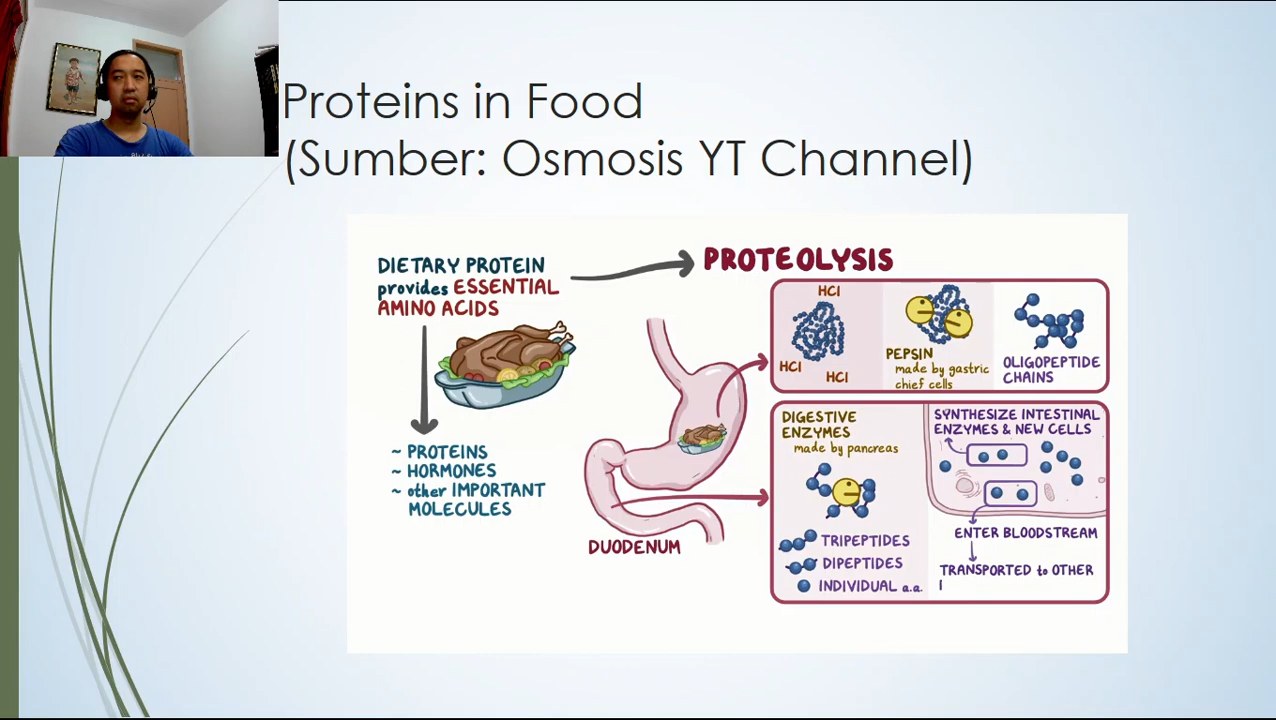 Proteins in Food
(Sumber: Osmosis YT Channel)
DIETARY PROTEIN
provides ESSENTIAL
AMINO ACIDS
~ PROTEINS
~ HORMONES
~ other IMPORTANT
MOLECULES
PROTEOLYSIS
DUODENUM
HCl
HCl
HCl
PEPSIN
made by gastric
chief cells
OLIGOPEPTIDE
CHAINS
DIGESTIVE
ENZYMES
made by pancreas
TRIPEPTIDES
DIPEPTIDES
INDIVIDUAL a.a.
SYNTHESIZE INTESTINAL
ENZYMES & NEW CELLS
ENTER BLOODSTREAM
TRANSPORTED to OTHER